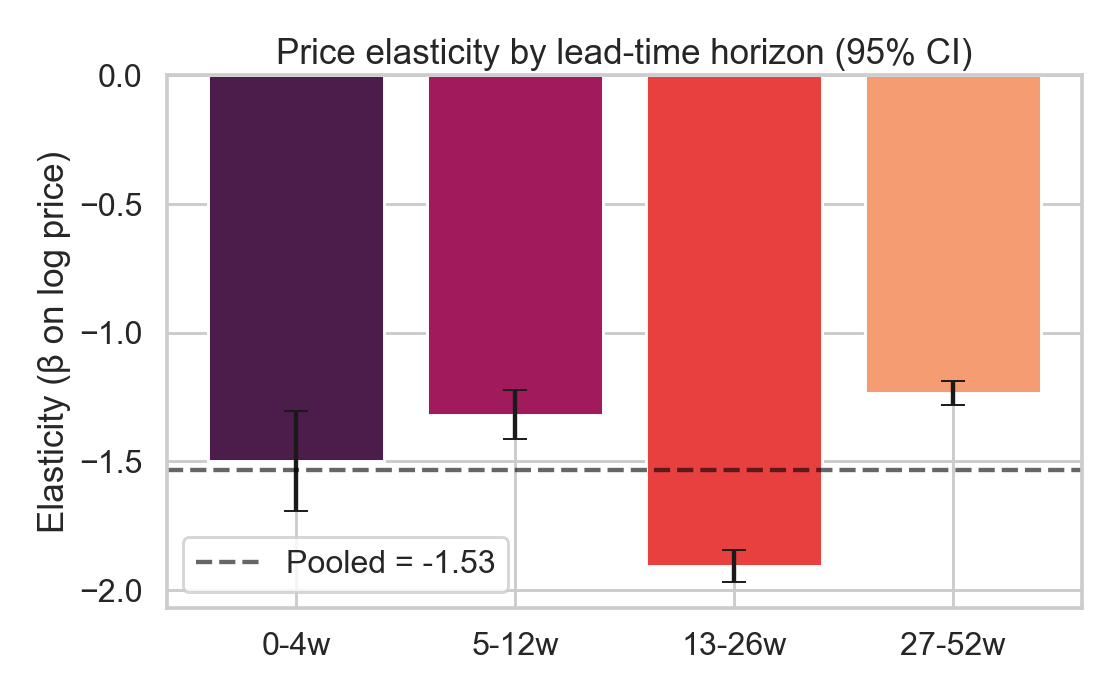 Price elasticity by lead-time horizon (95% CI)
Elasticity (β on log price)
0.0
−0.5
−1.0
−1.5
−2.0
Pooled = -1.53
0-4w
5-12w
13-26w
27-52w